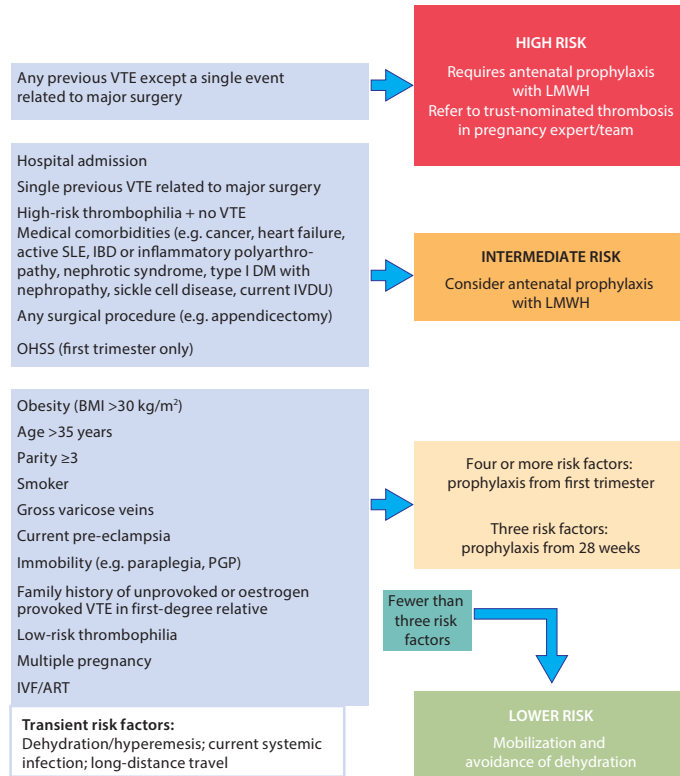 Any previous VTE except a single event
related to major surgery
HIGH RISK
Requires antenatal prophylaxis
with LMWH
Refer to trust-nominated thrombosis
in pregnancy expert/team
Hospital admission
Single previous VTE related to major surgery
High-risk thrombophilia + no VTE
Medical comorbidities (e.g. cancer, heart failure,
active SLE, IBD or inflammatory polyarthro-
pathy, nephrotic syndrome, type I DM with
nephropathy, sickle cell disease, current IVDU)
Any surgical procedure (e.g. appendicectomy)
OHSS (first trimester only)
INTERMEDIATE RISK
Consider antenatal prophylaxis
with LMWH
Obesity (BMI >30 kg/m²)
Age >35 years
Parity ≥3
Smoker
Gross varicose veins
Current pre-eclampsia
Immobility (e.g. paraplegia, PGP)
Family history of unprovoked or oestrogen
provoked VTE in first-degree relative
Low-risk thrombophilia
Multiple pregnancy
IVF/ART
Four or more risk factors:
prophylaxis from first trimester
Three risk factors:
prophylaxis from 28 weeks
Fewer than
three risk
factors
Transient risk factors:
Dehydration/hyperemesis; current systemic
infection; long-distance travel
LOWER RISK
Mobilization and
avoidance of dehydration